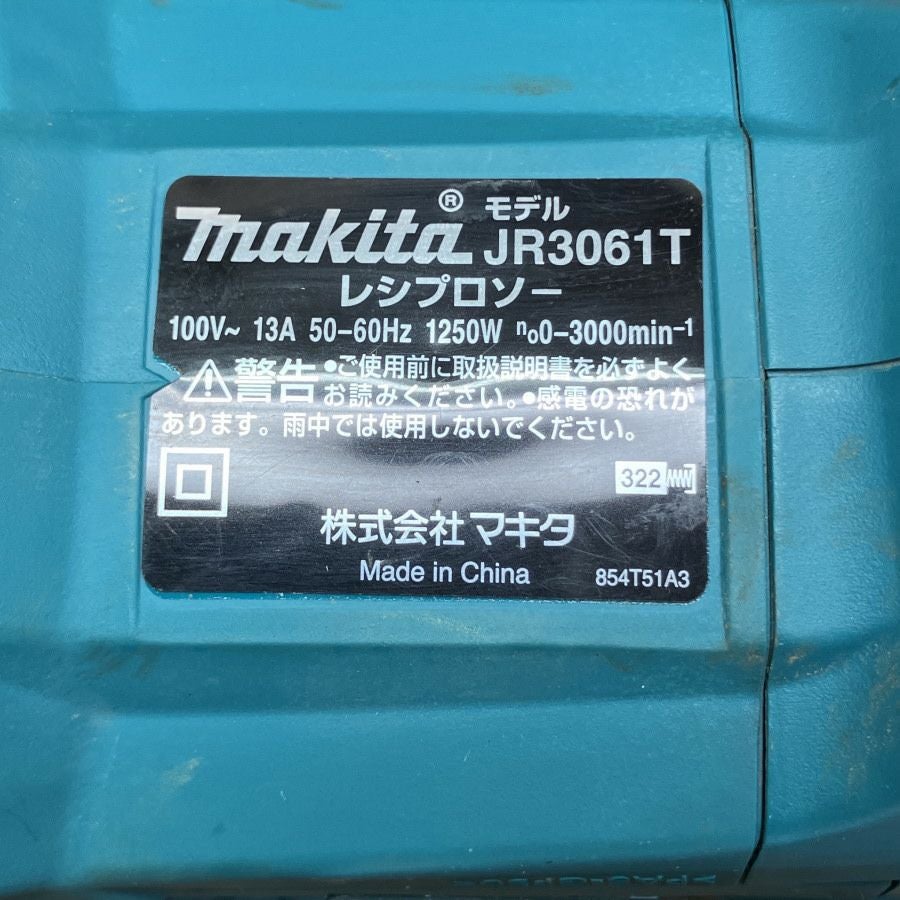 makita® モデル JR3061T
レシプロソー
100V~ 13A 50-60Hz 1250W n₀0-3000min⁻¹
⚠警告 •ご使用前に取扱説明書を必ずよく
お読みください。•感電の恐れが
あります。雨中では使用しないでください。
322
株式会社マキタ
Made in China 854T51A3